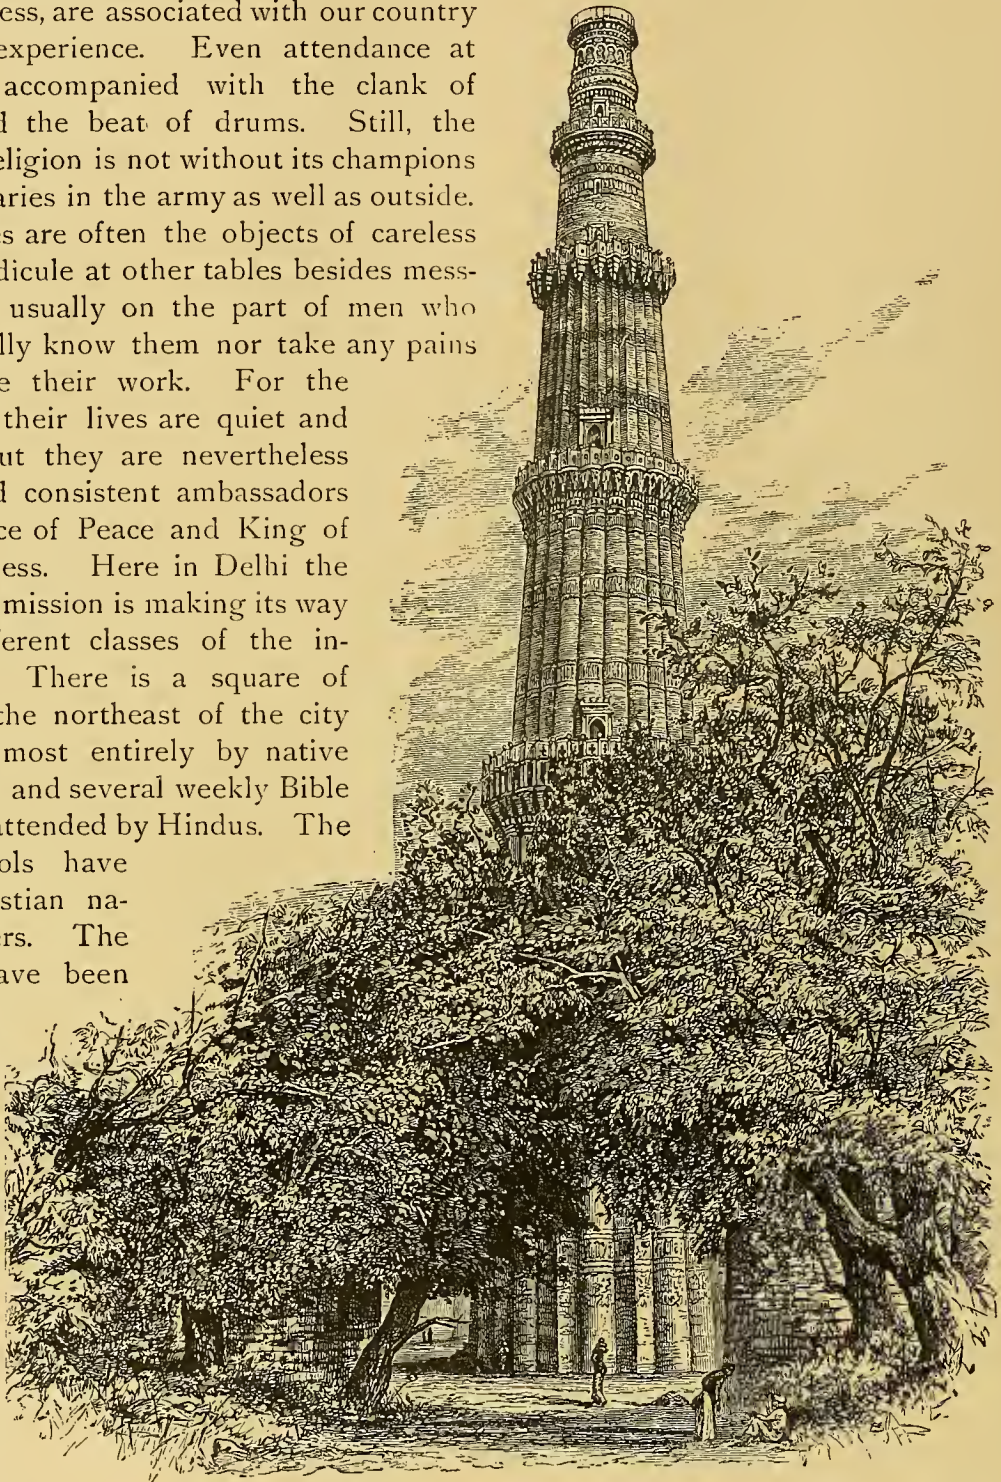 ess, are associated with our country
experience. Even attendance at
accompanied with the clank of
d the beat of drums. Still, the
eligion is not without its champions
aries in the army as well as outside.
s are often the objects of careless
dicule at other tables besides mess-
usually on the part of men who
lly know them nor take any pains
e their work. For the
their lives are quiet and
ut they are nevertheless
d consistent ambassadors
ce of Peace and King of
ess. Here in Delhi the
mission is making its way
ferent classes of the in-
There is a square of
the northeast of the city
most entirely by native
and several weekly Bible
attended by Hindus. The
ols have
stian na-
rs. The
ave been